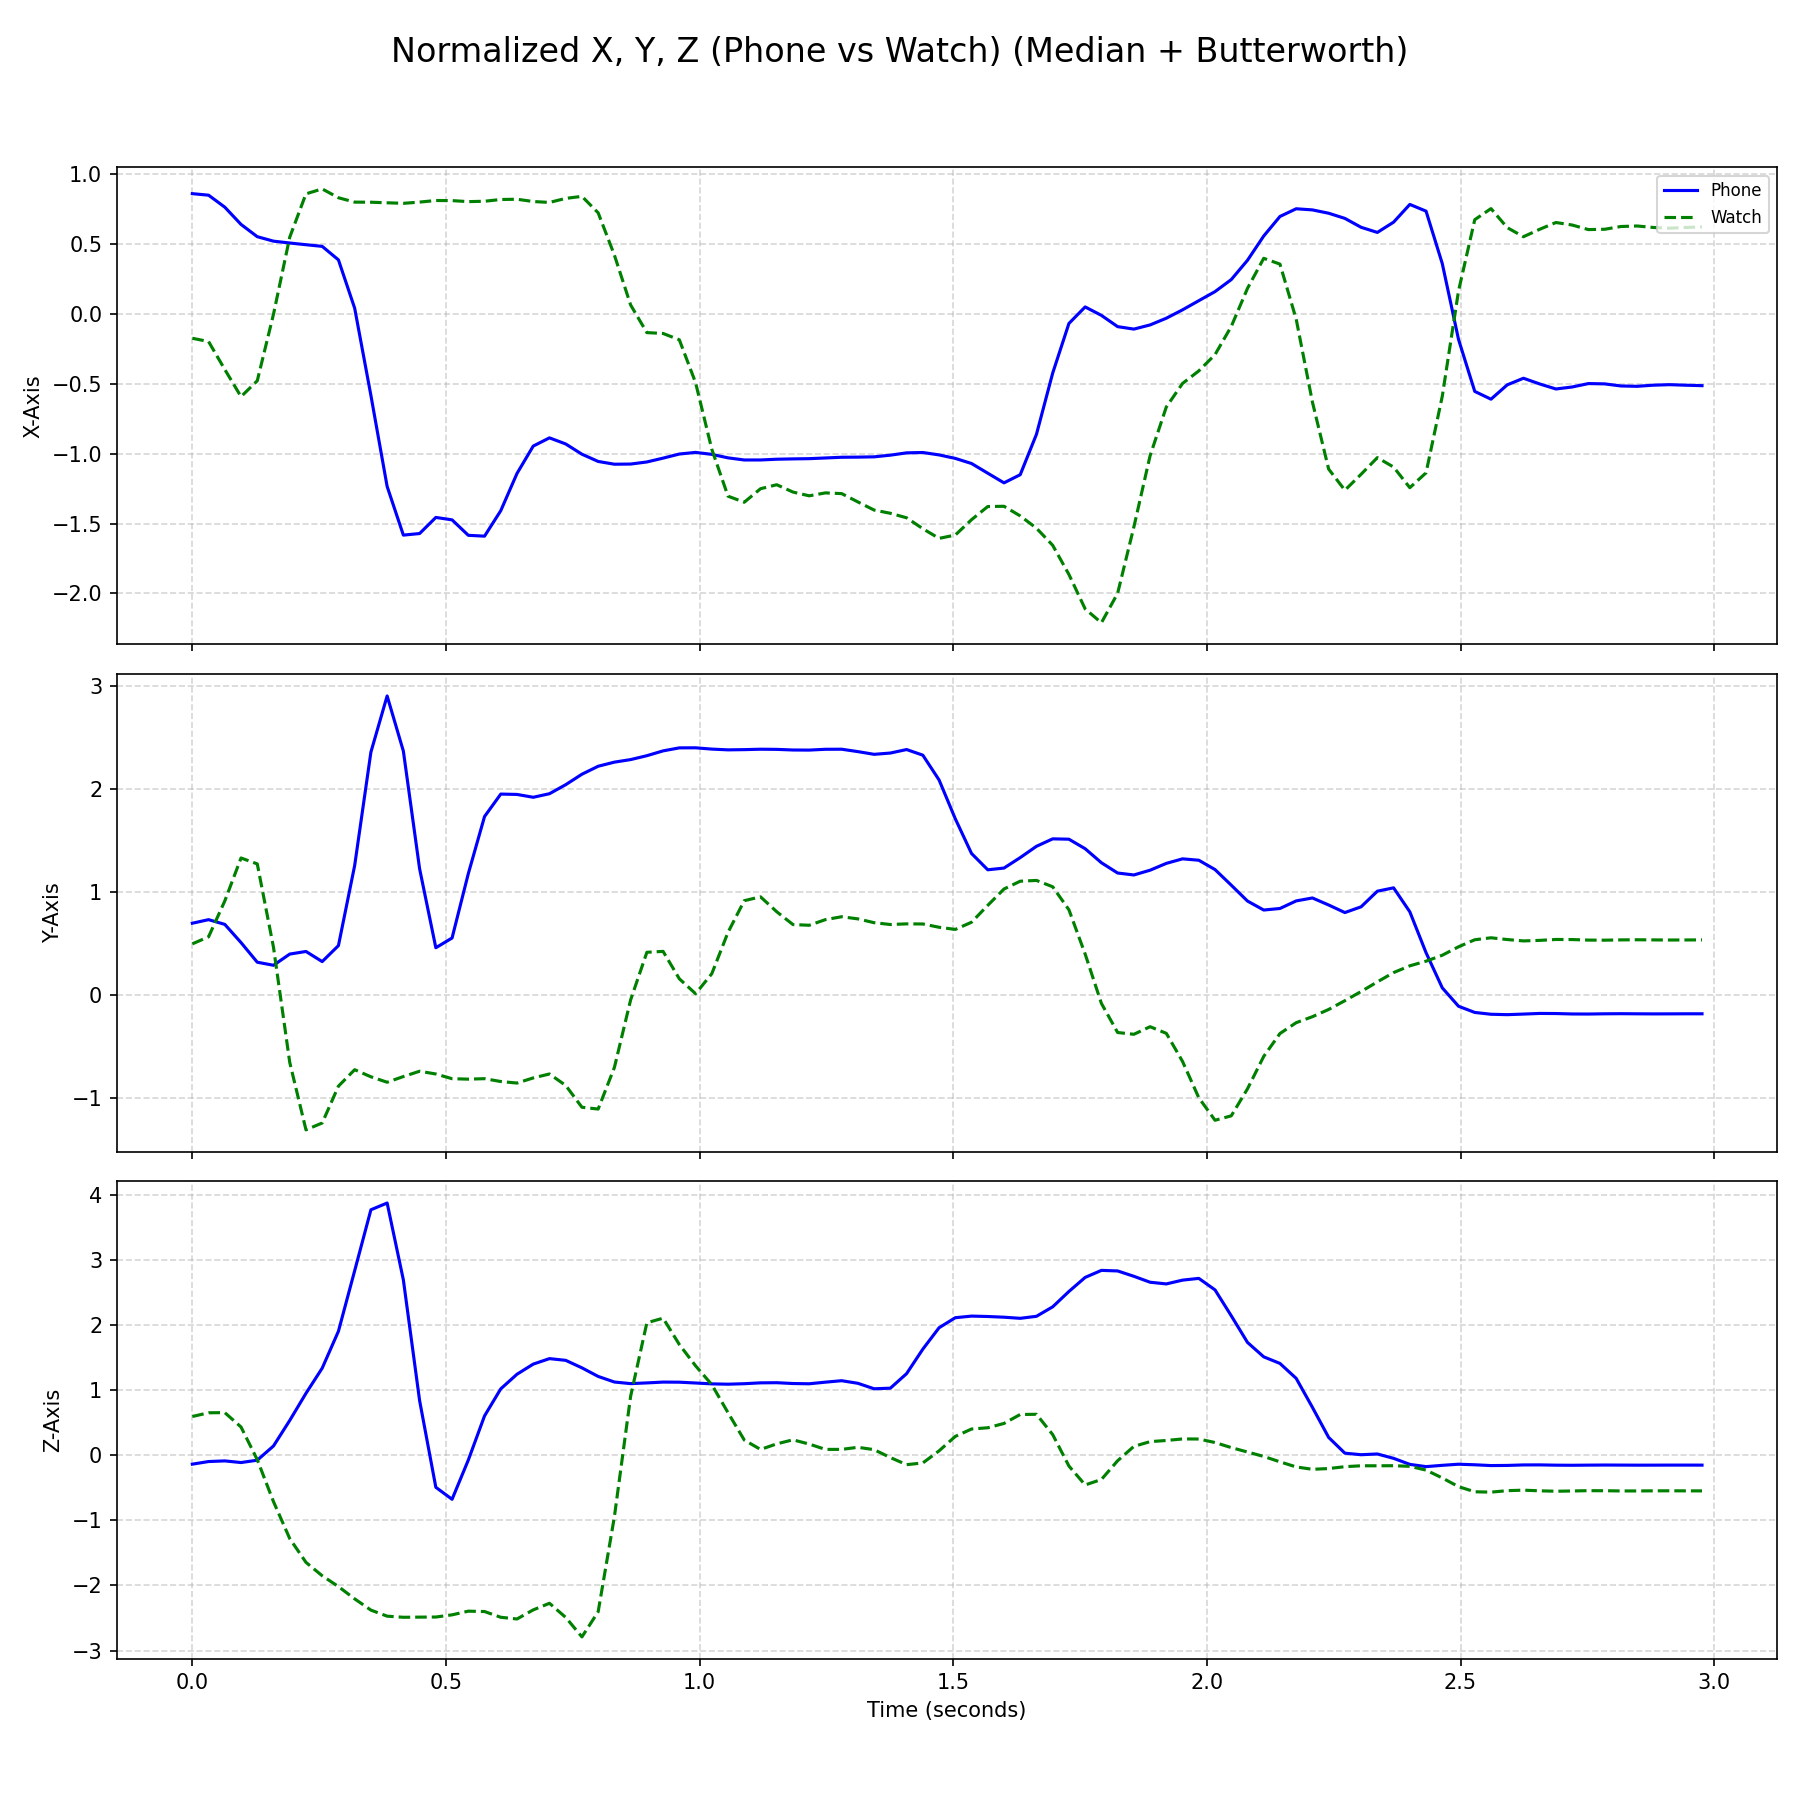 Normalized X, Y, Z (Phone vs Watch) (Median + Butterworth)
Phone
Watch
X-Axis
1.0
0.5
0.0
−0.5
−1.0
−1.5
−2.0
Y-Axis
3
2
1
0
−1
Z-Axis
4
3
2
1
0
−1
−2
−3
0.0 0.5 1.0 1.5 2.0 2.5 3.0
Time (seconds)